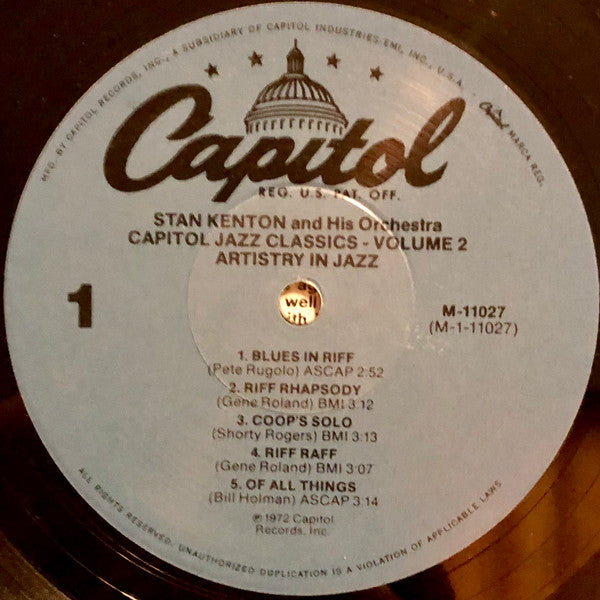 MFD. BY CAPITOL RECORDS, INC., A SUBSIDIARY OF CAPITOL INDUSTRIES-EMI, INC., U.S.A. · Capitol MARCA REG.
Capitol
REG. U.S. PAT. OFF.
STAN KENTON and His Orchestra
CAPITOL JAZZ CLASSICS - VOLUME 2
ARTISTRY IN JAZZ
1
as
well
ith
M-11027
(M-1-11027)
1. BLUES IN RIFF
(Pete Rugolo) ASCAP 2:52
2. RIFF RHAPSODY
(Gene Roland) BMI 3:12
3. COOP'S SOLO
(Shorty Rogers) BMI 3:13
4. RIFF RAFF
(Gene Roland) BMI 3:07
5. OF ALL THINGS
(Bill Holman) ASCAP 3:14
℗1972 Capitol
Records, Inc.
ALL RIGHTS RESERVED. UNAUTHORIZED DUPLICATION IS A VIOLATION OF APPLICABLE LAWS